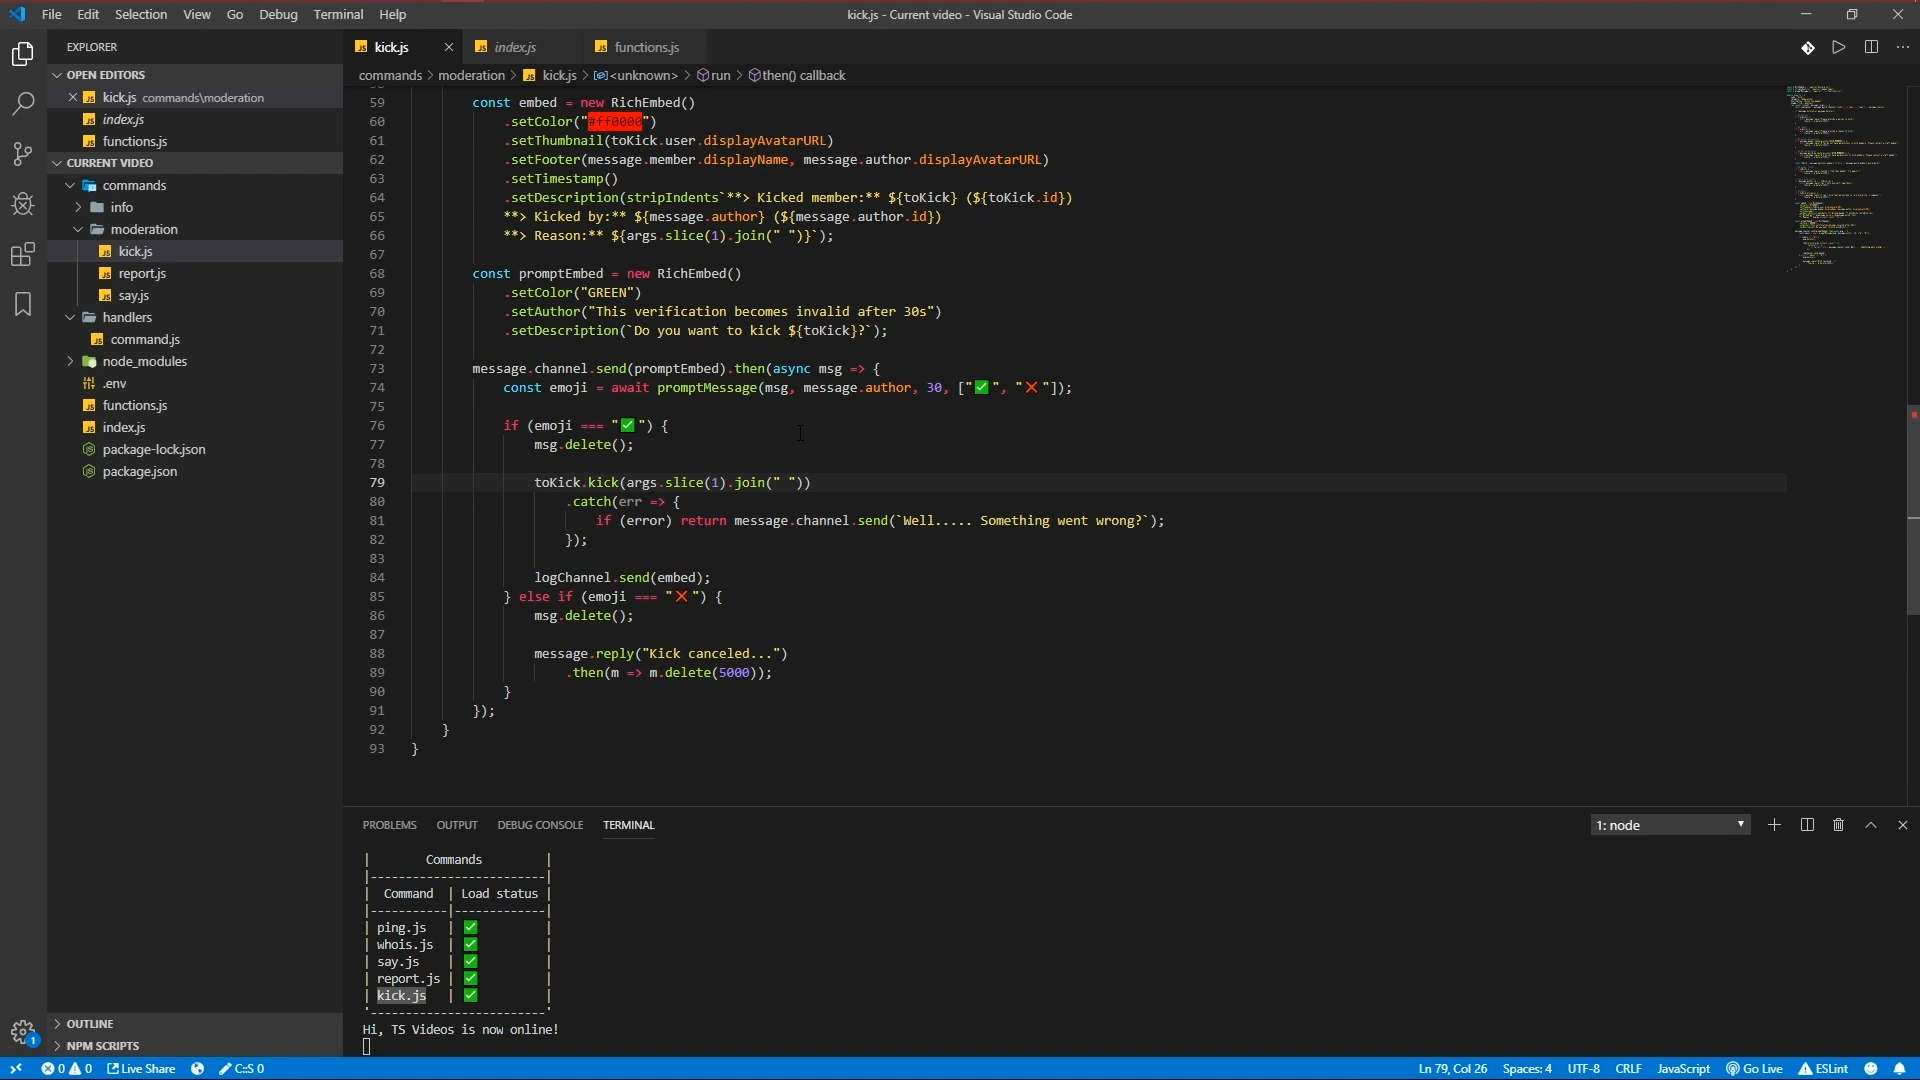 File Edit Selection View Go Debug Terminal Help
kick.js - Current video - Visual Studio Code
EXPLORER
OPEN EDITORS
kick.js commands\moderation
index.js
functions.js
CURRENT VIDEO
commands
info
moderation
kick.js
report.js
say.js
handlers
command.js
node_modules
.env
functions.js
index.js
package-lock.json
package.json
OUTLINE
NPM SCRIPTS
kick.js index.js functions.js
commands > moderation > kick.js > <unknown> > run > then() callback
59 const embed = new RichEmbed()
60 .setColor("#ff0000")
61 .setThumbnail(toKick.user.displayAvatarURL)
62 .setFooter(message.member.displayName, message.author.displayAvatarURL)
63 .setTimestamp()
64 .setDescription(stripIndents`**> Kicked member:** ${toKick} (${toKick.id})
65 **> Kicked by:** ${message.author} (${message.author.id})
66 **> Reason:** ${args.slice(1).join(" ")}`);
67
68 const promptEmbed = new RichEmbed()
69 .setColor("GREEN")
70 .setAuthor("This verification becomes invalid after 30s")
71 .setDescription(`Do you want to kick ${toKick}?`);
72
73 message.channel.send(promptEmbed).then(async msg => {
74 const emoji = await promptMessage(msg, message.author, 30, ["✅", "❌"]);
75
76 if (emoji === "✅") {
77 msg.delete();
78
79 toKick.kick(args.slice(1).join(" "))
80 .catch(err => {
81 if (error) return message.channel.send(`Well..... Something went wrong?`);
82 });
83
84 logChannel.send(embed);
85 } else if (emoji === "❌") {
86 msg.delete();
87
88 message.reply("Kick canceled...")
89 .then(m => m.delete(5000));
90 }
91 });
92 }
93 }
PROBLEMS OUTPUT DEBUG CONSOLE TERMINAL
1: node
| Commands |
|-------------------------|
| Command | Load status |
|-----------|-------------|
| ping.js | ✅ |
| whois.js | ✅ |
| say.js | ✅ |
| report.js | ✅ |
| kick.js | ✅ |
'-------------------------'
Hi, TS Videos is now online!
1
0 0 Live Share C:S 0
Ln 79, Col 26 Spaces: 4 UTF-8 CRLF JavaScript Go Live ESLint